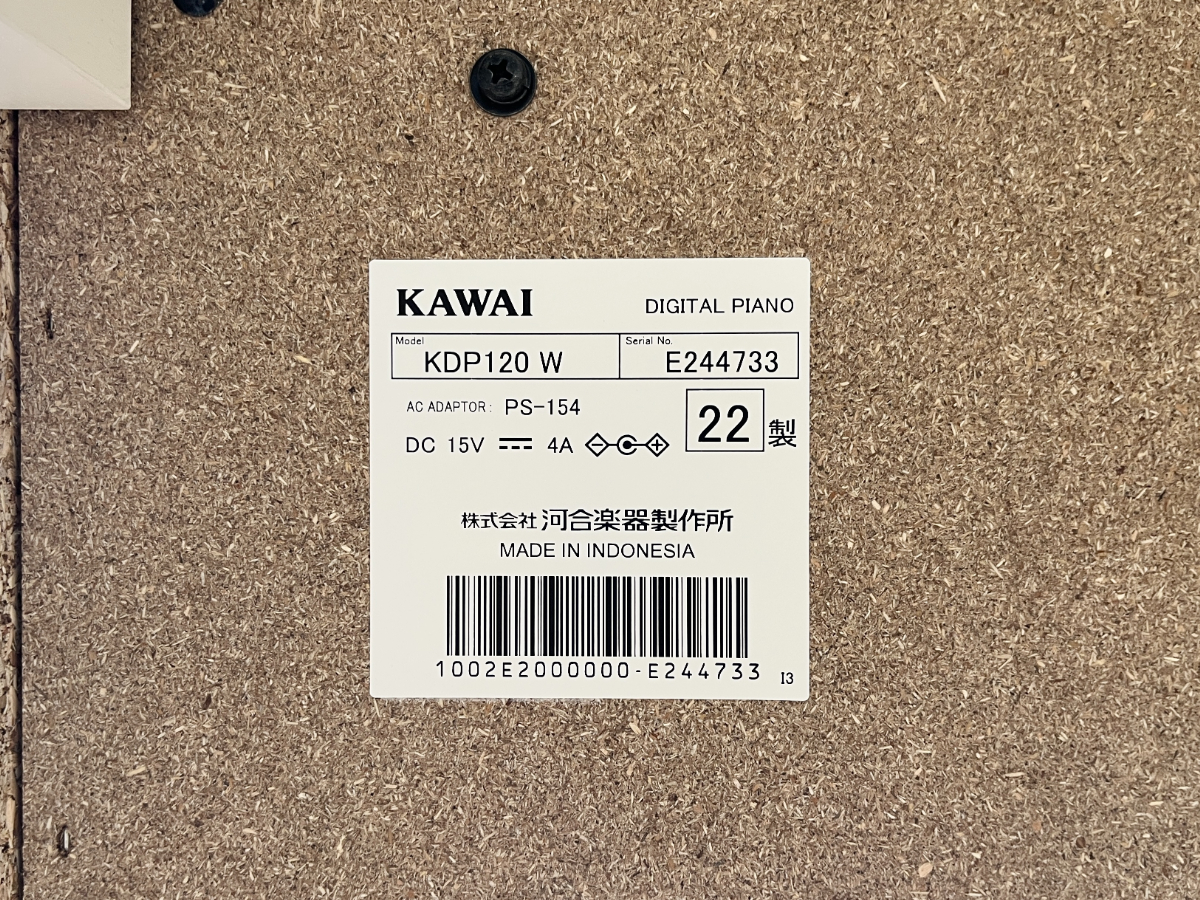 KAWAI DIGITAL PIANO
Model Serial No.
KDP120 W E244733
AC ADAPTOR: PS-154
DC 15V 4A 22 製
株式会社 河合楽器製作所
MADE IN INDONESIA
1002E2000000-E244733
I3